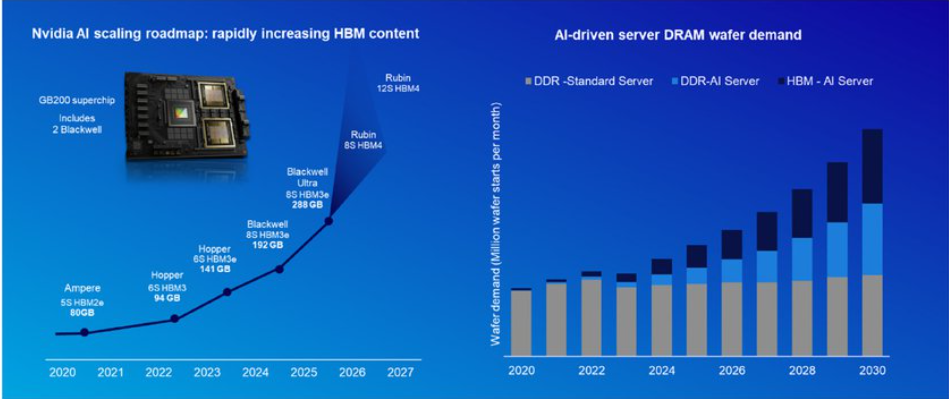 Nvidia AI scaling roadmap: rapidly increasing HBM content
GB200 superchip
Includes
2 Blackwell
Rubin
12S HBM4
Rubin
8S HBM4
Blackwell
Ultra
8S HBM3e
288 GB
Blackwell
8S HBM3e
192 GB
Hopper
6S HBM3e
141 GB
Hopper
6S HBM3
94 GB
Ampere
5S HBM2e
80GB
2020 2021 2022 2023 2024 2025 2026 2027
AI-driven server DRAM wafer demand
DDR -Standard Server DDR-AI Server HBM - AI Server
Wafer demand (Million wafer starts per month)
2020 2022 2024 2026 2028 2030